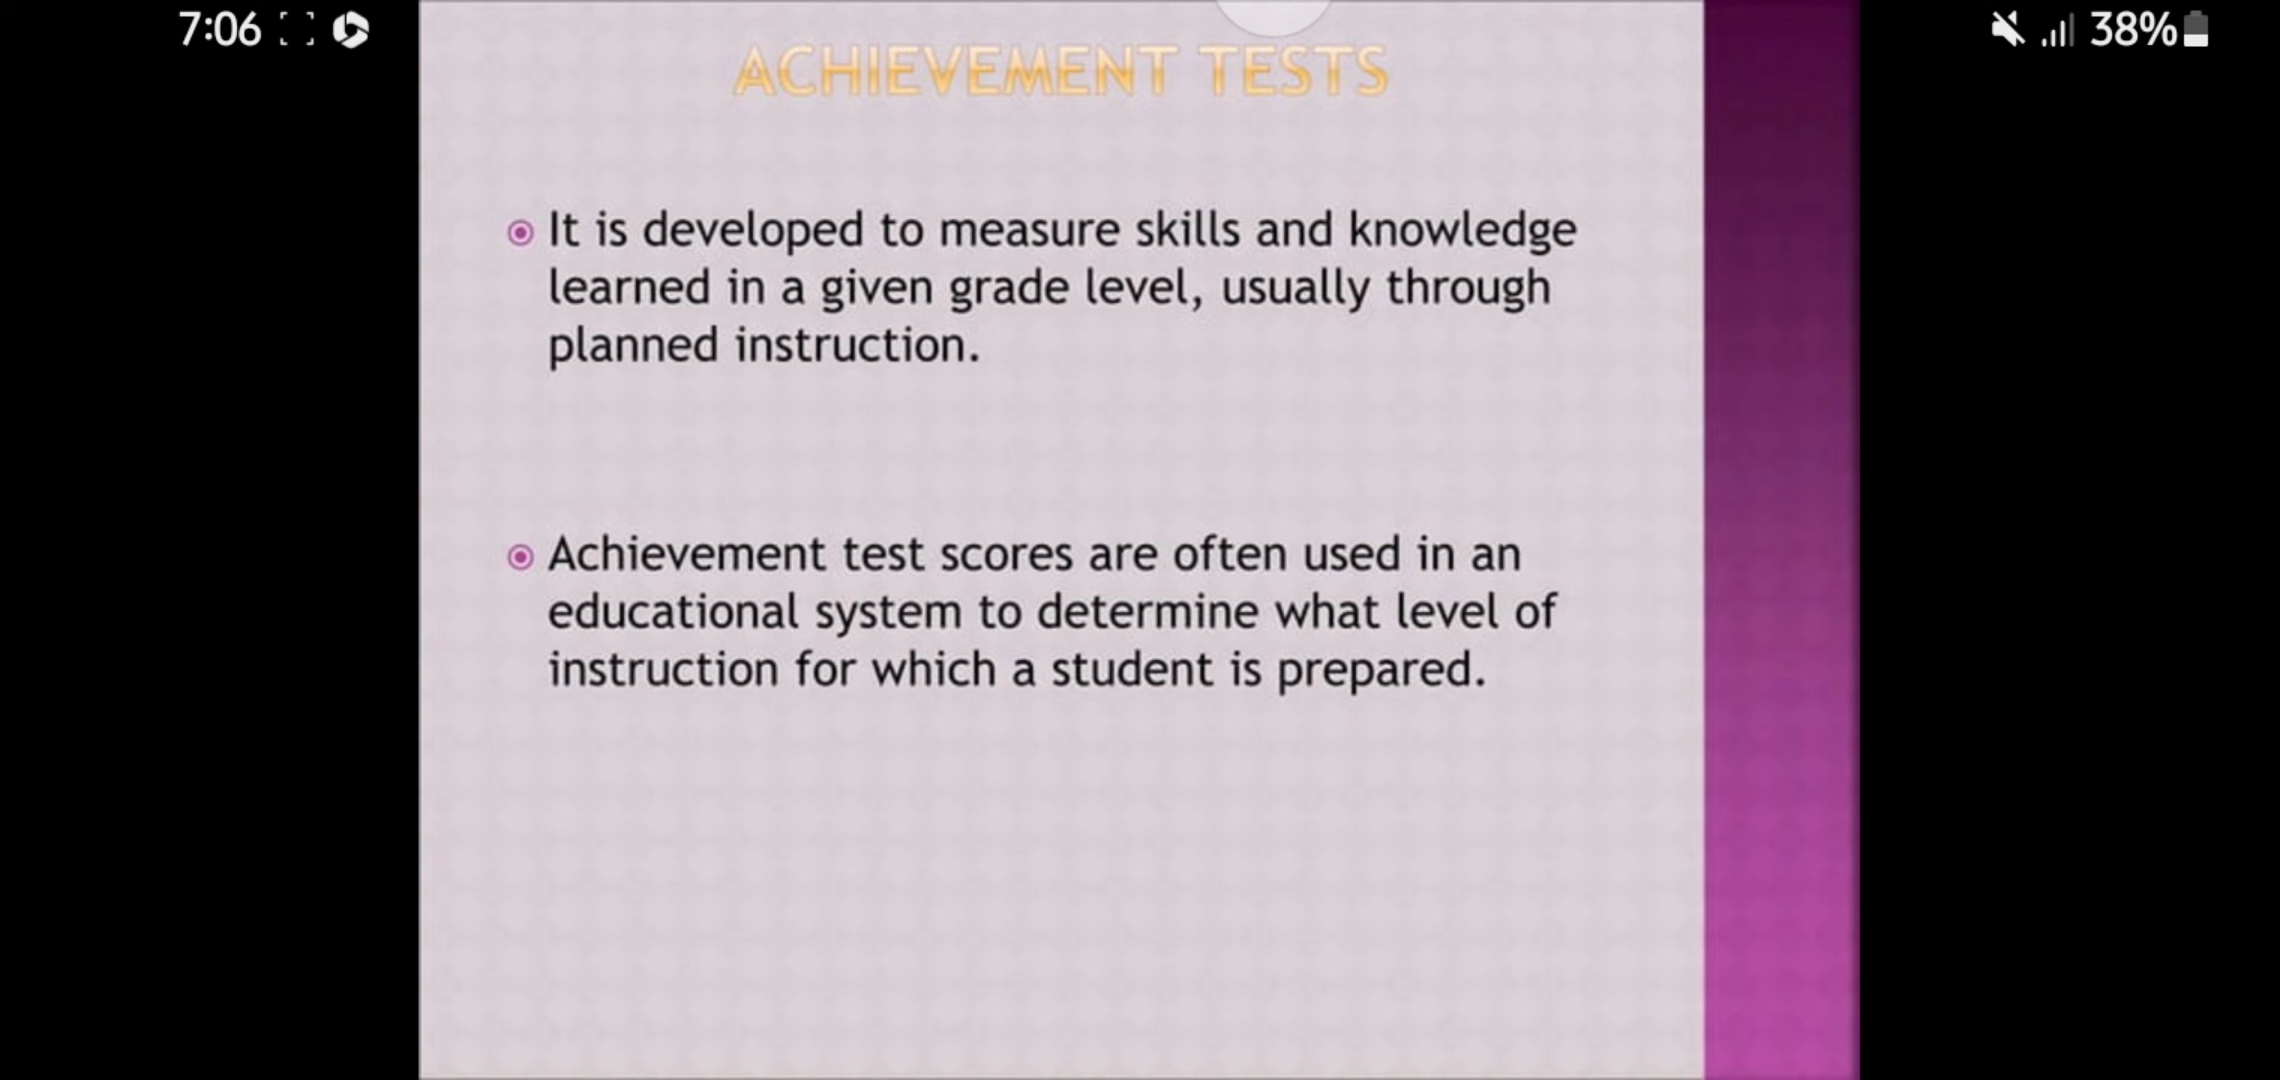 7:06
38%
ACHIEVEMENT TESTS
It is developed to measure skills and knowledge
learned in a given grade level, usually through
planned instruction.
Achievement test scores are often used in an
educational system to determine what level of
instruction for which a student is prepared.